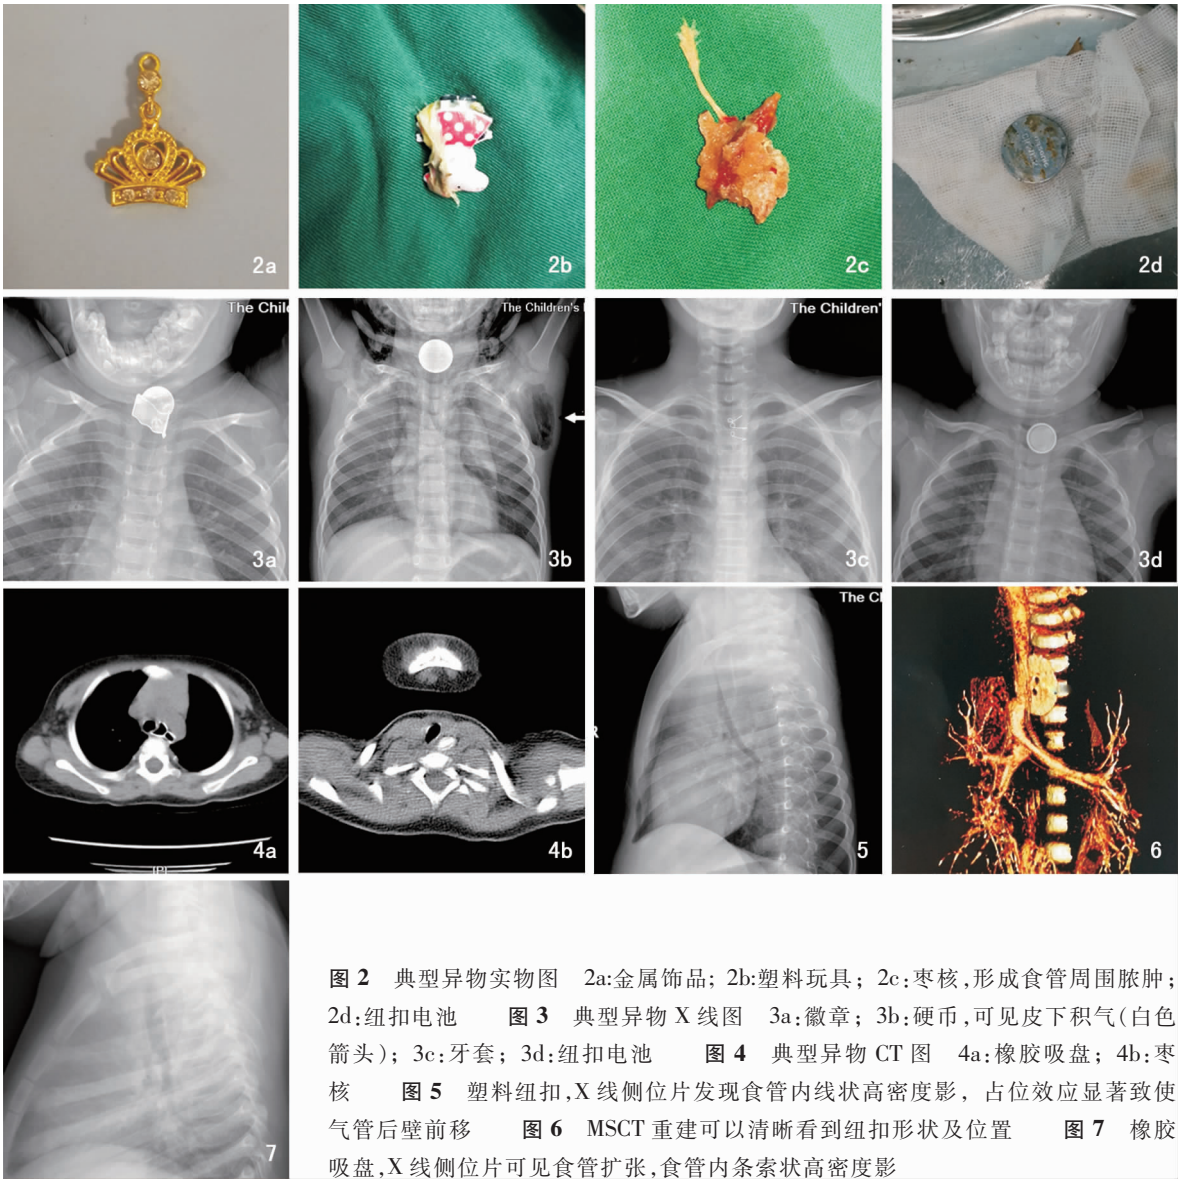 2a
2b
2c
2d
The Chil
3a
The Children's
3b
The Children'
3c
3d
4a
4b
The C
R
5
6
7
图 2 典型异物实物图 2a:金属饰品; 2b:塑料玩具; 2c:枣核,形成食管周围脓肿;
2d:纽扣电池 图 3 典型异物 X 线图 3a:徽章; 3b:硬币,可见皮下积气(白色
箭头); 3c:牙套; 3d:纽扣电池 图 4 典型异物 CT 图 4a:橡胶吸盘; 4b:枣
核 图 5 塑料纽扣,X 线侧位片发现食管内线状高密度影, 占位效应显著致使
气管后壁前移 图 6 MSCT 重建可以清晰看到纽扣形状及位置 图 7 橡胶
吸盘,X 线侧位片可见食管扩张,食管内条索状高密度影